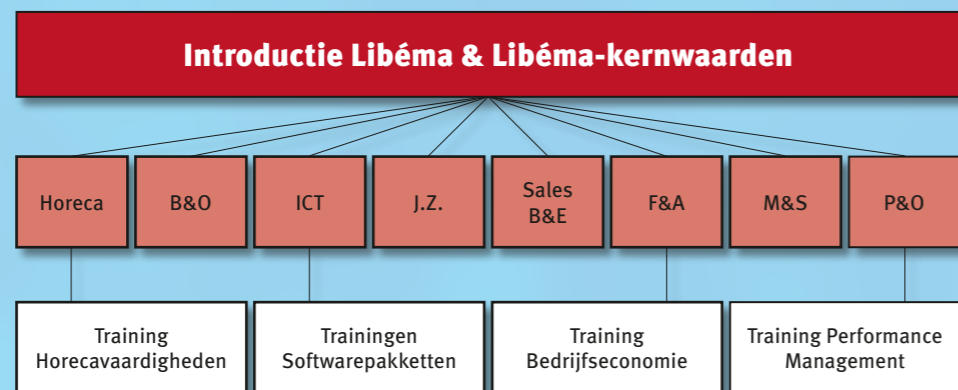 Introductie Libéma & Libéma-kernwaarden
Horeca
B&O
ICT
J.Z.
Sales
B&E
F&A
M&S
P&O
Training
Horecavaardigheden
Trainingen
Softwarepakketten
Training
Bedrijfseconomie
Training Performance
Management